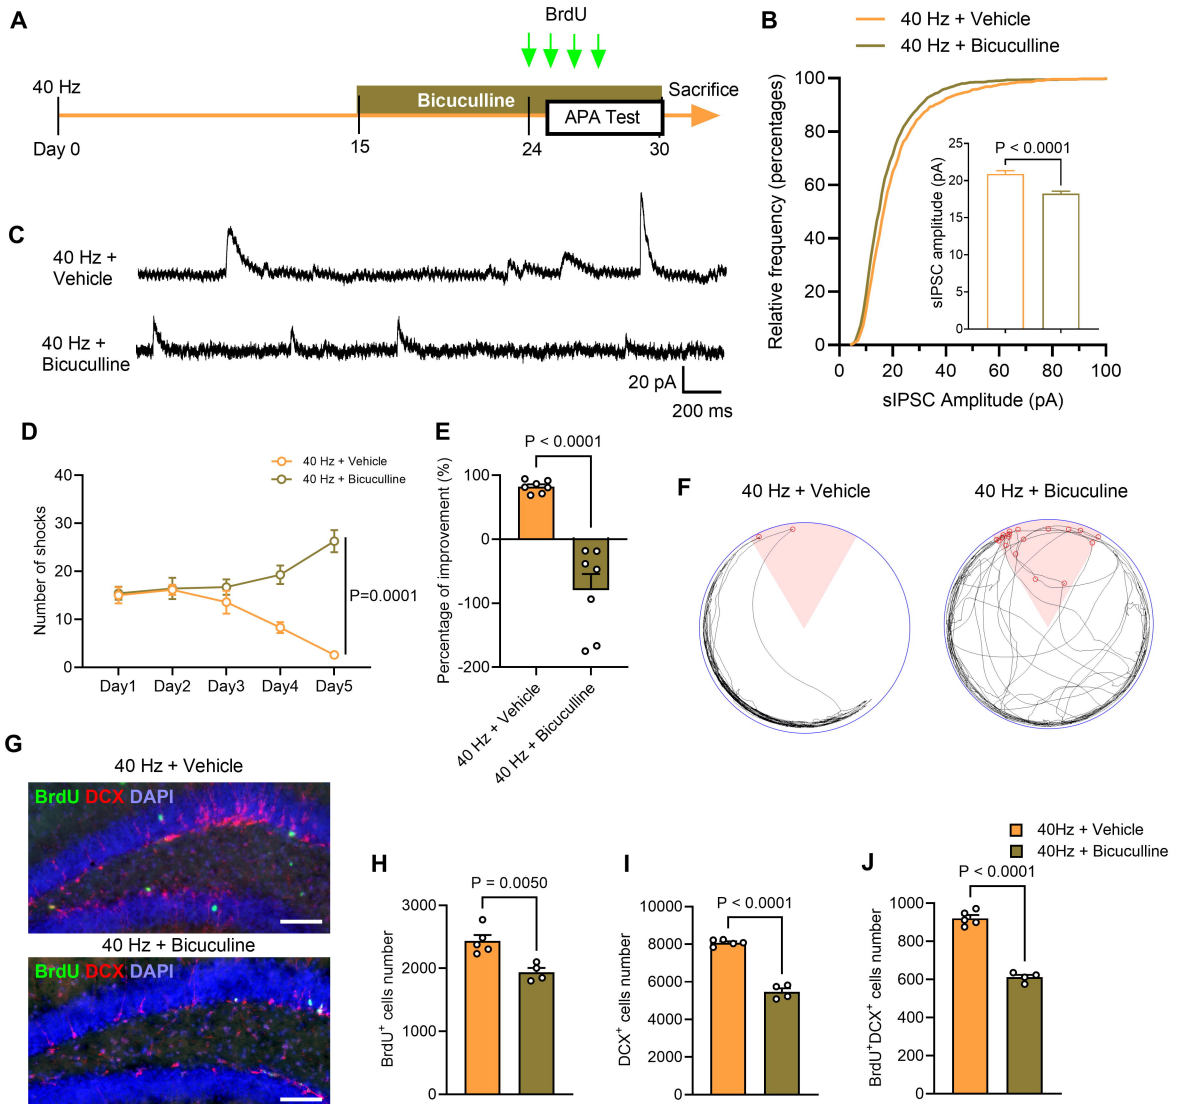 A
BrdU
40 Hz
Bicuculline
Sacrifice
APA Test
Day 0
15
24
30
B
40 Hz + Vehicle
40 Hz + Bicuculline
Relative frequency (percentages)
100
80
60
40
20
0
0
20
40
60
80
100
sIPSC Amplitude (pA)
P < 0.0001
sIPSC amplitude (pA)
25
20
15
10
5
0
C
40 Hz +
Vehicle
40 Hz +
Bicuculline
20 pA
200 ms
D
40 Hz + Vehicle
40 Hz + Bicuculline
Number of shocks
40
30
20
10
0
Day1
Day2
Day3
Day4
Day5
P=0.0001
E
P < 0.0001
Percentage of improvement (%)
100
0
-100
-200
40 Hz + Vehicle
40 Hz + Bicuculline
F
40 Hz + Vehicle
40 Hz + Bicuculine
G
40 Hz + Vehicle
BrdU DCX DAPI
40 Hz + Bicuculine
BrdU DCX DAPI
40Hz + Vehicle
40Hz + Bicuculline
H
P = 0.0050
BrdU+ cells number
3000
2000
1000
0
I
P < 0.0001
DCX+ cells number
10000
8000
6000
4000
2000
0
J
P < 0.0001
BrdU+DCX+ cells number
1000
800
600
400
200
0